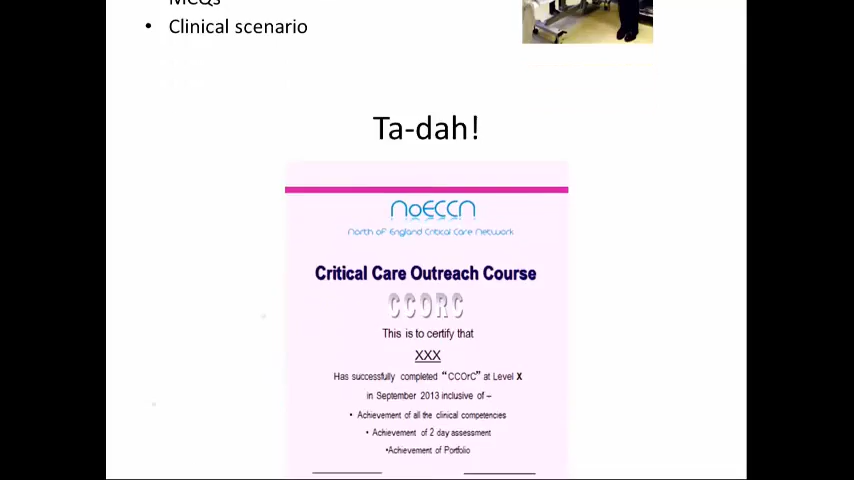 MCQs
• Clinical scenario
Ta-dah!
NoECCN
North of England Critical Care Network
Critical Care Outreach Course
CCORC
This is to certify that
XXX
Has successfully completed “CCOrC” at Level X
in September 2013 inclusive of –
• Achievement of all the clinical competencies
• Achievement of 2 day assessment
•Achievement of Portfolio